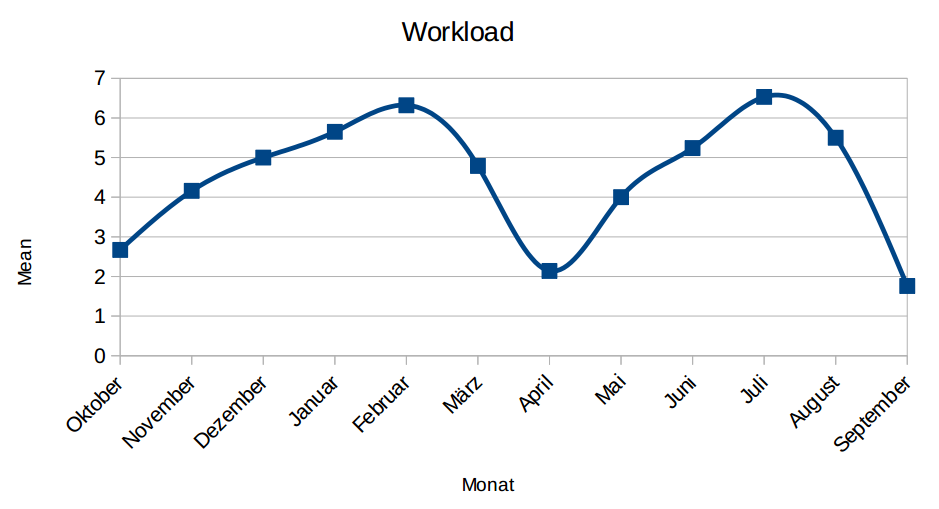 Workload
7
6
5
4
3
2
1
0
Mean
Oktober
November
Dezember
Januar
Februar
März
April
Mai
Juni
Juli
August
September
Monat